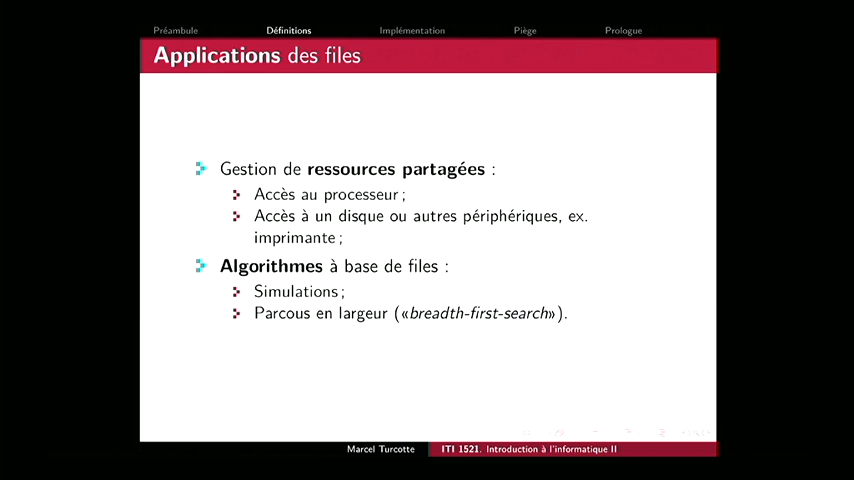 Préambule Définitions Implémentation Piège Prologue
Applications des files
Gestion de ressources partagées :
Accès au processeur ;
Accès à un disque ou autres périphériques, ex.
imprimante ;
Algorithmes à base de files :
Simulations ;
Parcous en largeur («breadth-first-search»).
Marcel Turcotte ITI 1521. Introduction à l'informatique II